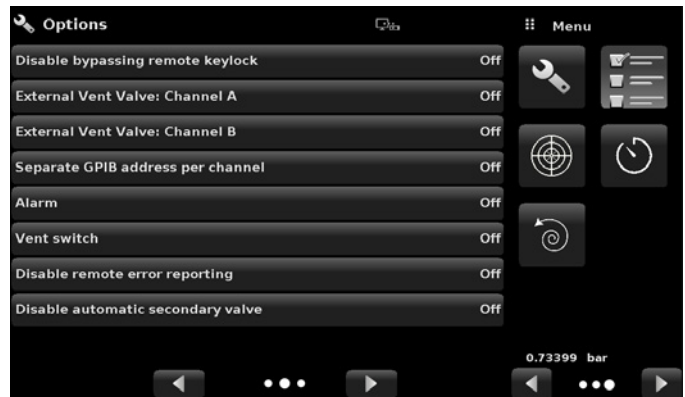 Options
Menu
Disable bypassing remote keylock Off
External Vent Valve: Channel A Off
External Vent Valve: Channel B Off
Separate GPIB address per channel Off
Alarm Off
Vent switch Off
Disable remote error reporting Off
Disable automatic secondary valve Off
0.73399 bar